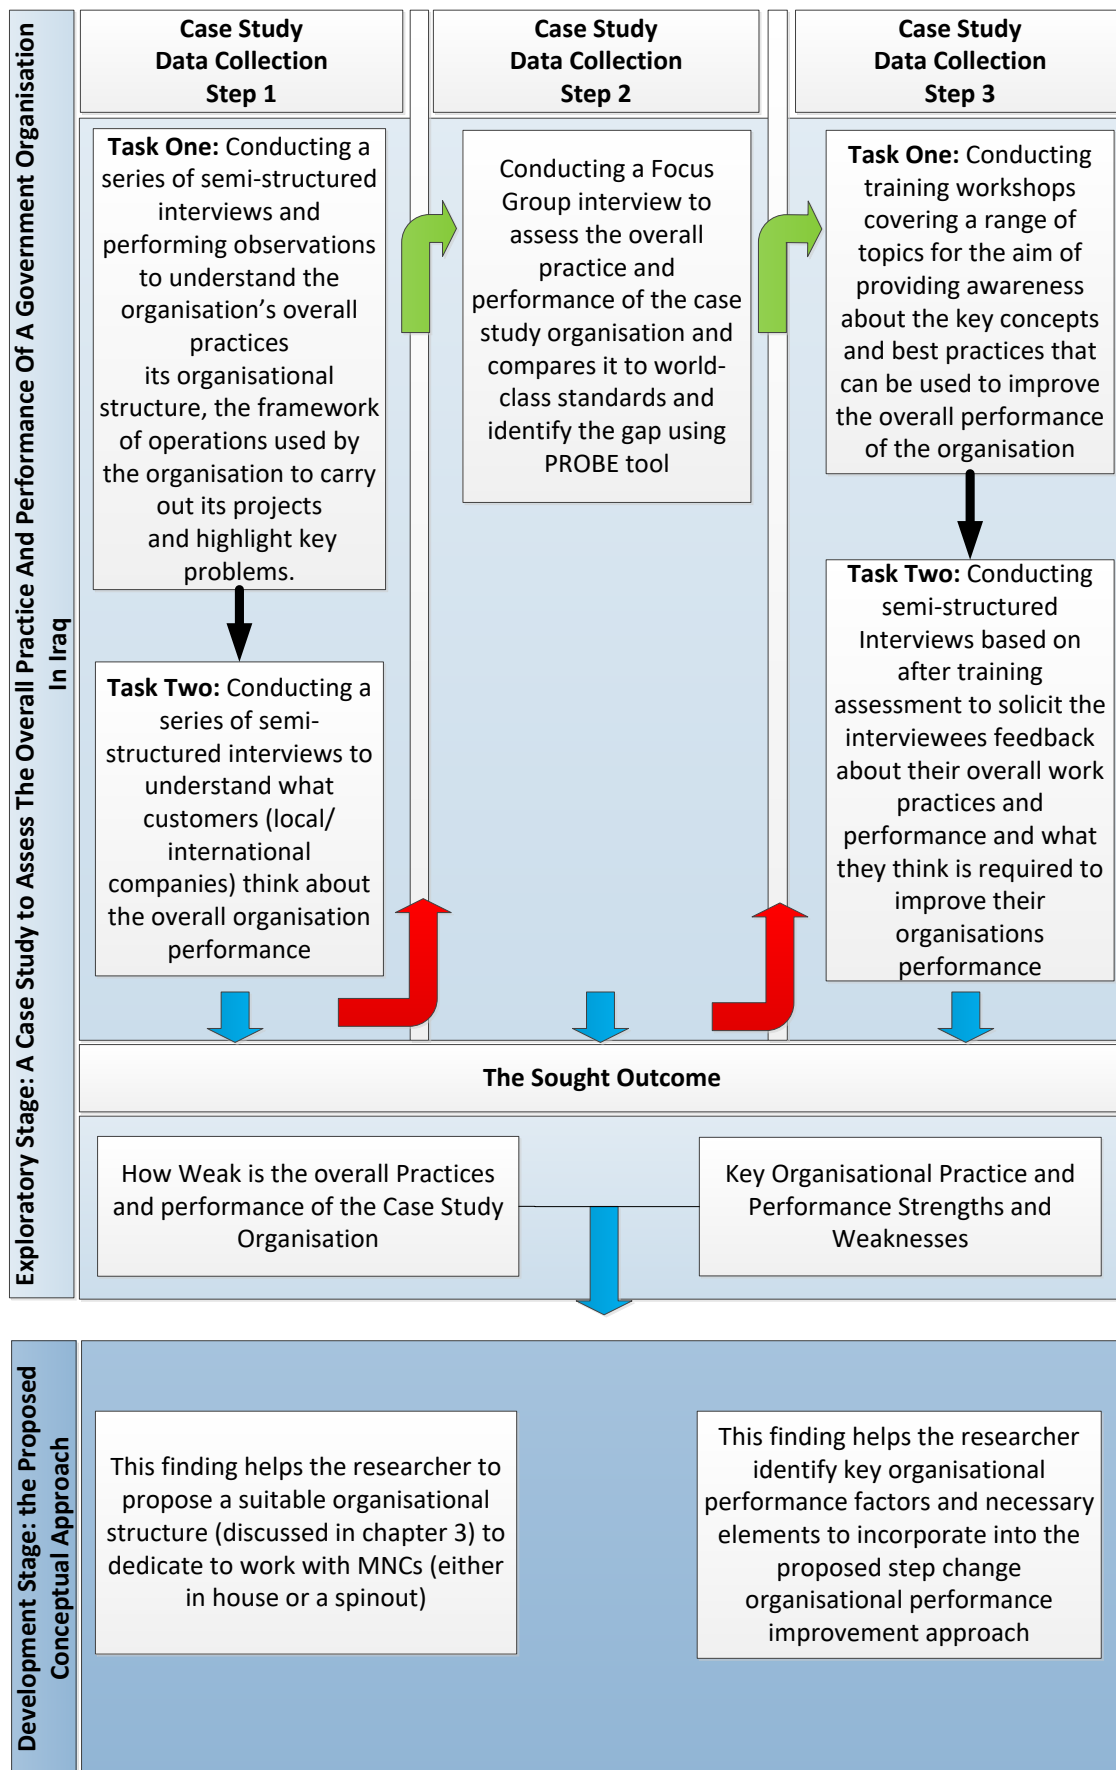 Exploratory Stage: A Case Study to Assess The Overall Practice And Performance Of A Government Organisation
In Iraq
Case Study
Data Collection
Step 1
Case Study
Data Collection
Step 2
Case Study
Data Collection
Step 3
Task One: Conducting a
series of semi-structured
interviews and
performing observations
to understand the
organisation’s overall
practices
its organisational
structure, the framework
of operations used by
the organisation to carry
out its projects
and highlight key
problems.
Task Two: Conducting a
series of semi-
structured interviews to
understand what
customers (local/
international
companies) think about
the overall organisation
performance
Conducting a Focus
Group interview to
assess the overall
practice and
performance of the case
study organisation and
compares it to world-
class standards and
identify the gap using
PROBE tool
Task One: Conducting
training workshops
covering a range of
topics for the aim of
providing awareness
about the key concepts
and best practices that
can be used to improve
the overall performance
of the organisation
Task Two: Conducting
semi-structured
Interviews based on
after training
assessment to solicit the
interviewees feedback
about their overall work
practices and
performance and what
they think is required to
improve their
organisations
performance
The Sought Outcome
How Weak is the overall Practices
and performance of the Case Study
Organisation
Key Organisational Practice and
Performance Strengths and
Weaknesses
Development Stage: the Proposed
Conceptual Approach
This finding helps the researcher to
propose a suitable organisational
structure (discussed in chapter 3) to
dedicate to work with MNCs (either
in house or a spinout)
This finding helps the researcher
identify key organisational
performance factors and necessary
elements to incorporate into the
proposed step change
organisational performance
improvement approach